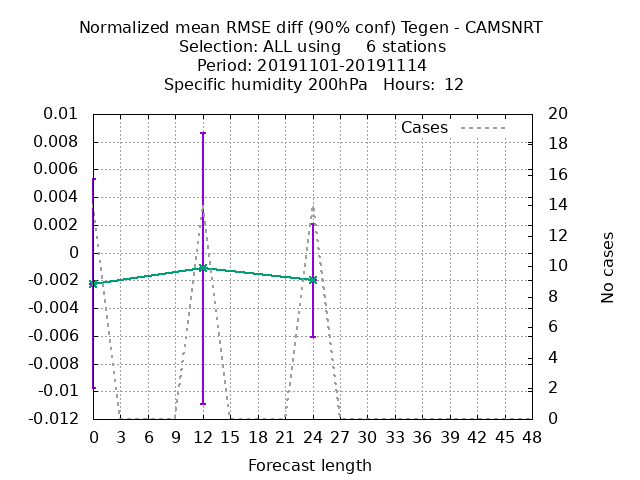 Normalized mean RMSE diff (90% conf) Tegen - CAMSNRT
Selection: ALL using     6 stations
Period: 20191101-20191114
Specific humidity 200hPa   Hours:  12
Cases
0.01
0.008
0.006
0.004
0.002
0
-0.002
-0.004
-0.006
-0.008
-0.01
-0.012
20
18
16
14
12
10
8
6
4
2
0
No cases
0 3 6 9 12 15 18 21 24 27 30 33 36 39 42 45 48
Forecast length